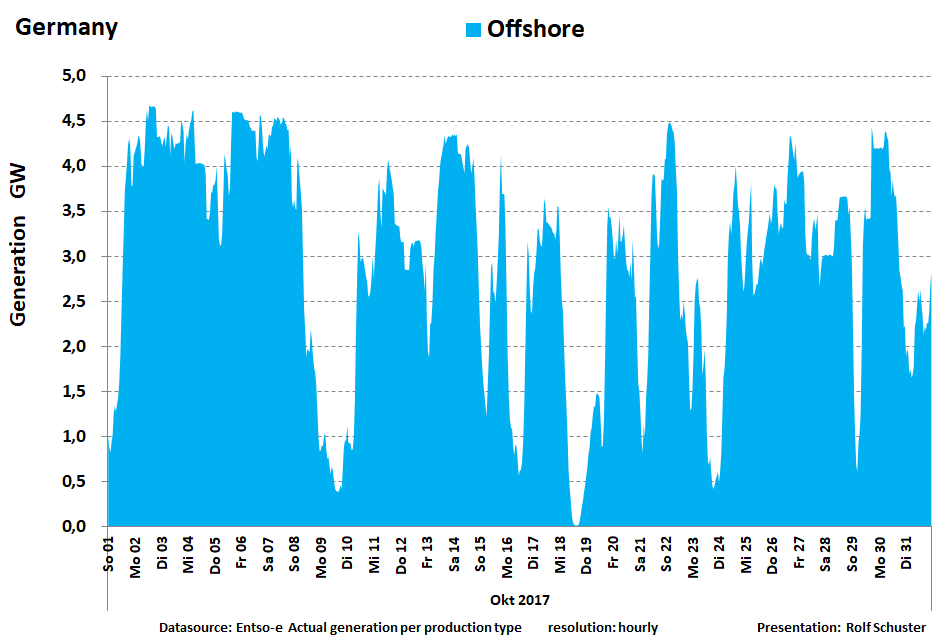 Germany
Offshore
Generation GW
5,0
4,5
4,0
3,5
3,0
2,5
2,0
1,5
1,0
0,5
0,0
So 01
Mo 02
Di 03
Mi 04
Do 05
Fr 06
Sa 07
So 08
Mo 09
Di 10
Mi 11
Do 12
Fr 13
Sa 14
So 15
Mo 16
Di 17
Mi 18
Do 19
Fr 20
Sa 21
So 22
Mo 23
Di 24
Mi 25
Do 26
Fr 27
Sa 28
So 29
Mo 30
Di 31
Okt 2017
Datasource: Entso-e Actual generation per production type resolution: hourly Presentation: Rolf Schuster